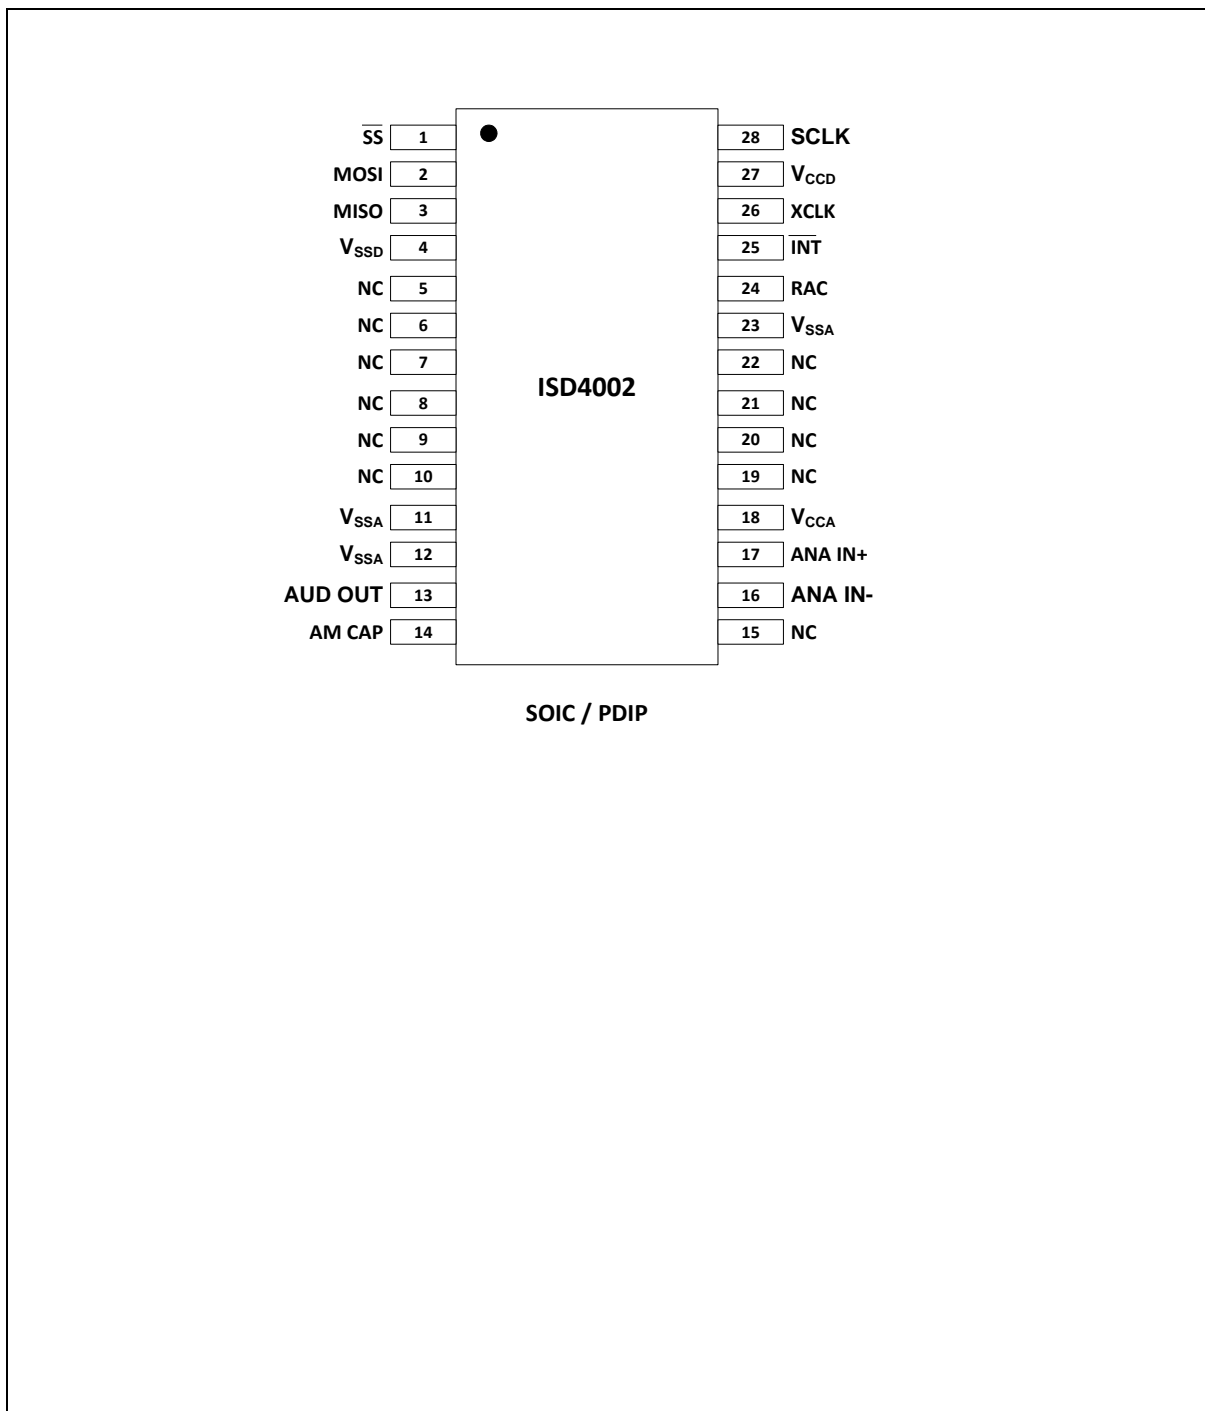 S̅S̅ 1 28 SCLK
MOSI 2 27 VCCD
MISO 3 26 XCLK
VSSD 4 25 I̅N̅T̅
NC 5 24 RAC
NC 6 23 VSSA
NC 7 22 NC
ISD4002
NC 8 21 NC
NC 9 20 NC
NC 10 19 NC
VSSA 11 18 VCCA
VSSA 12 17 ANA IN+
AUD OUT 13 16 ANA IN-
AM CAP 14 15 NC
SOIC / PDIP